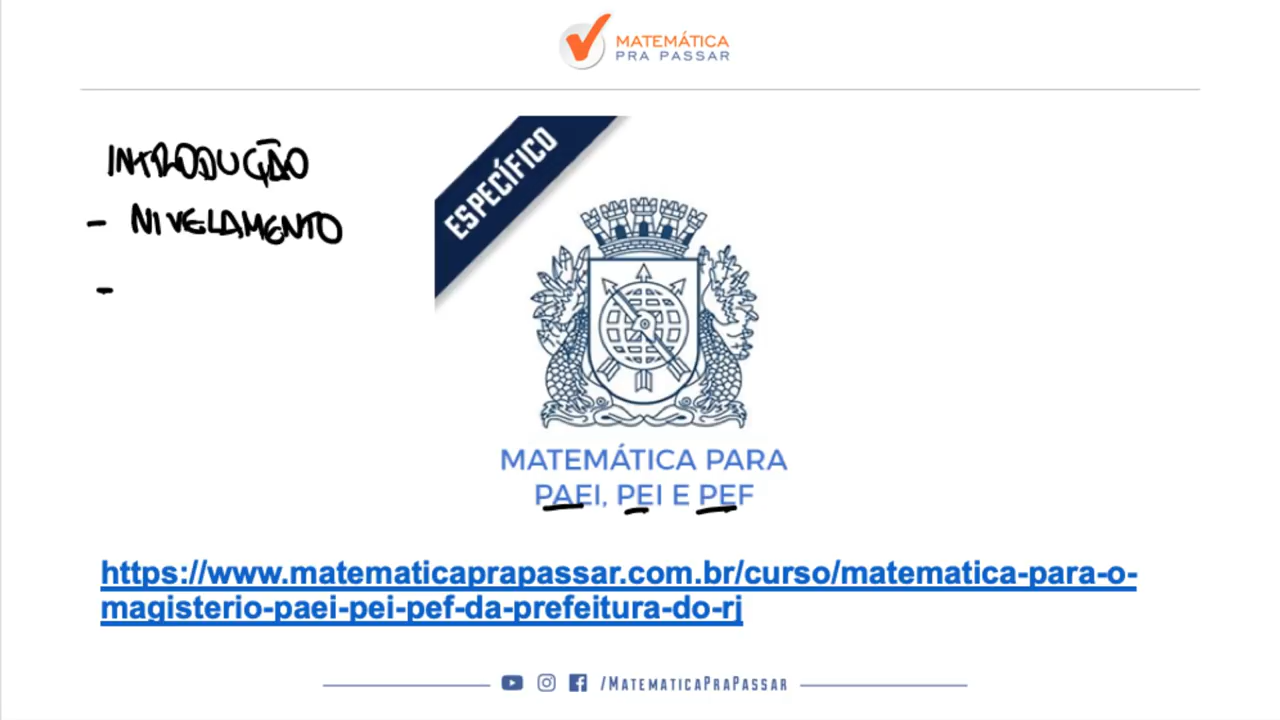 MATEMÁTICA
PRA PASSAR
INTRODUÇÃO
- NIVELAMENTO
-
ESPECÍFICO
MATEMÁTICA PARA
PAEI, PEI E PEF
https://www.matematicaprapassar.com.br/curso/matematica-para-o-
magisterio-paei-pei-pef-da-prefeitura-do-rj
/MATEMATICAPRAPASSAR